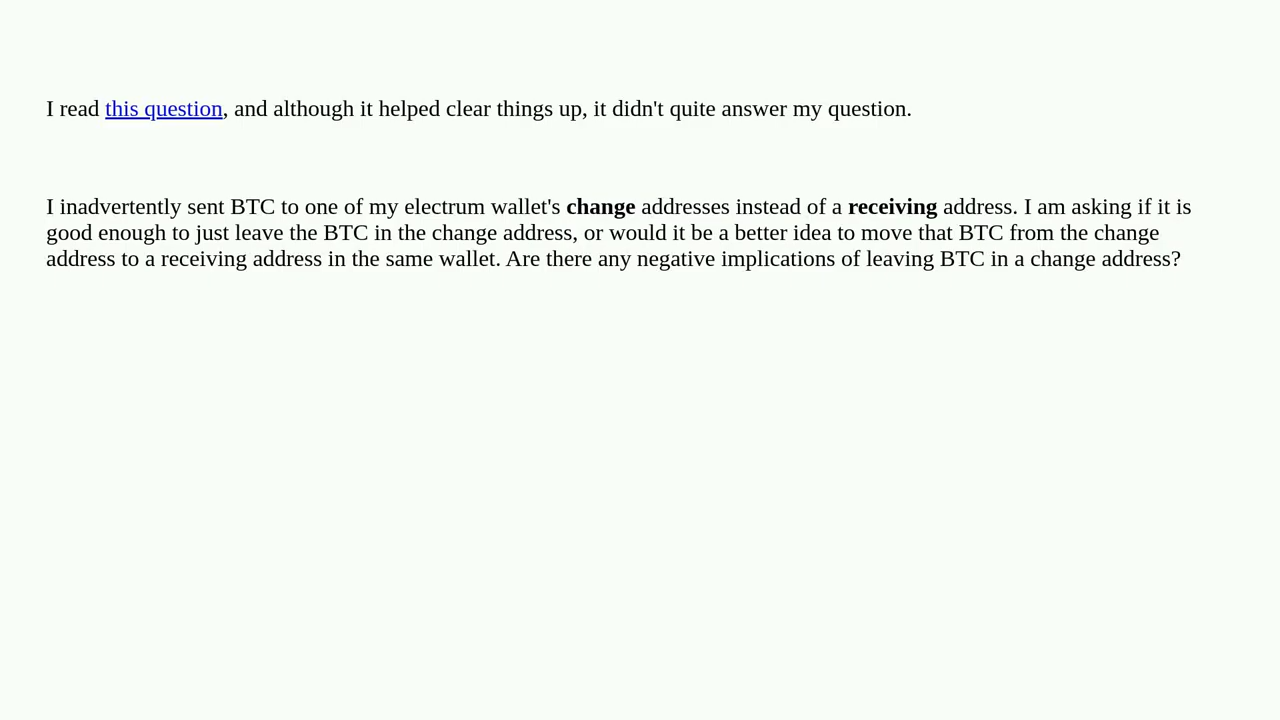 I read this question, and although it helped clear things up, it didn't quite answer my question.
I inadvertently sent BTC to one of my electrum wallet's change addresses instead of a receiving address. I am asking if it is
good enough to just leave the BTC in the change address, or would it be a better idea to move that BTC from the change
address to a receiving address in the same wallet. Are there any negative implications of leaving BTC in a change address?